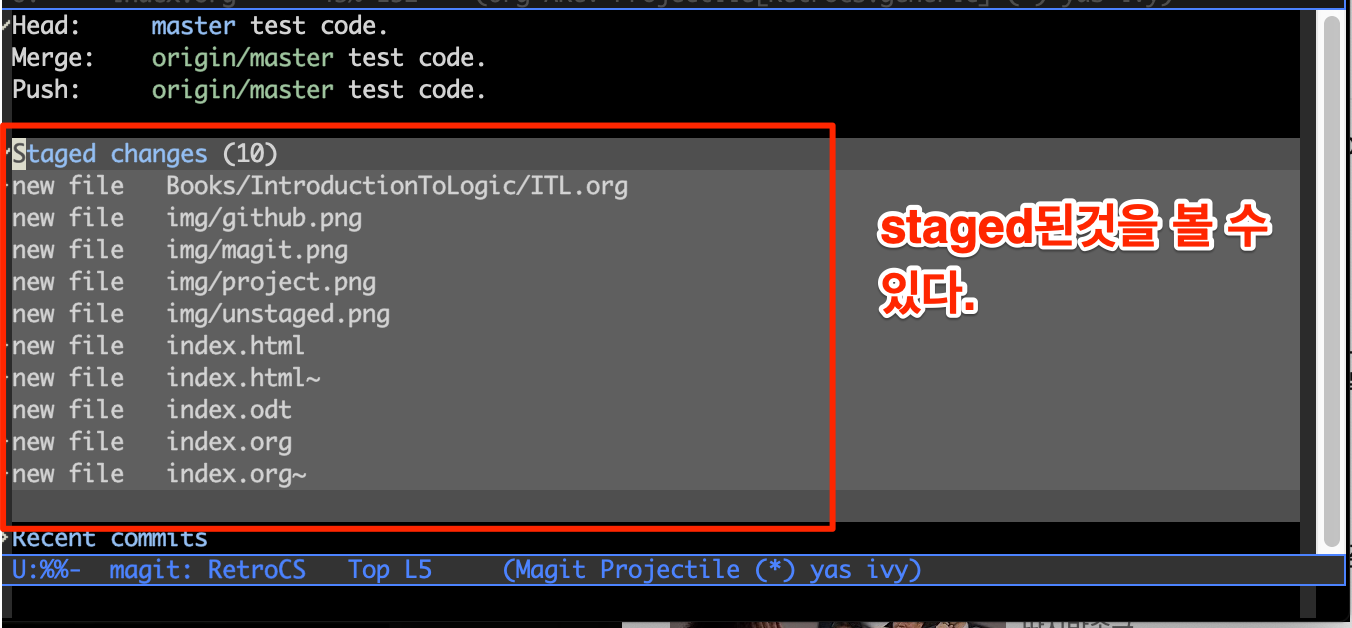 Head:     master test code.
Merge:    origin/master test code.
Push:     origin/master test code.
Staged changes (10)
new file   Books/IntroductionToLogic/ITL.org
new file   img/github.png
new file   img/magit.png
new file   img/project.png
new file   img/unstaged.png
new file   index.html
new file   index.html~
new file   index.odt
new file   index.org
new file   index.org~
staged된것을 볼 수
있다.
Recent commits
U:%%-  magit: RetroCS   Top L5     (Magit Projectile (*) yas ivy)